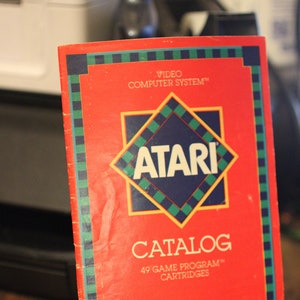 VIDEO
COMPUTER SYSTEM™
ATARI®
CATALOG
49 GAME PROGRAM™
CARTRIDGES